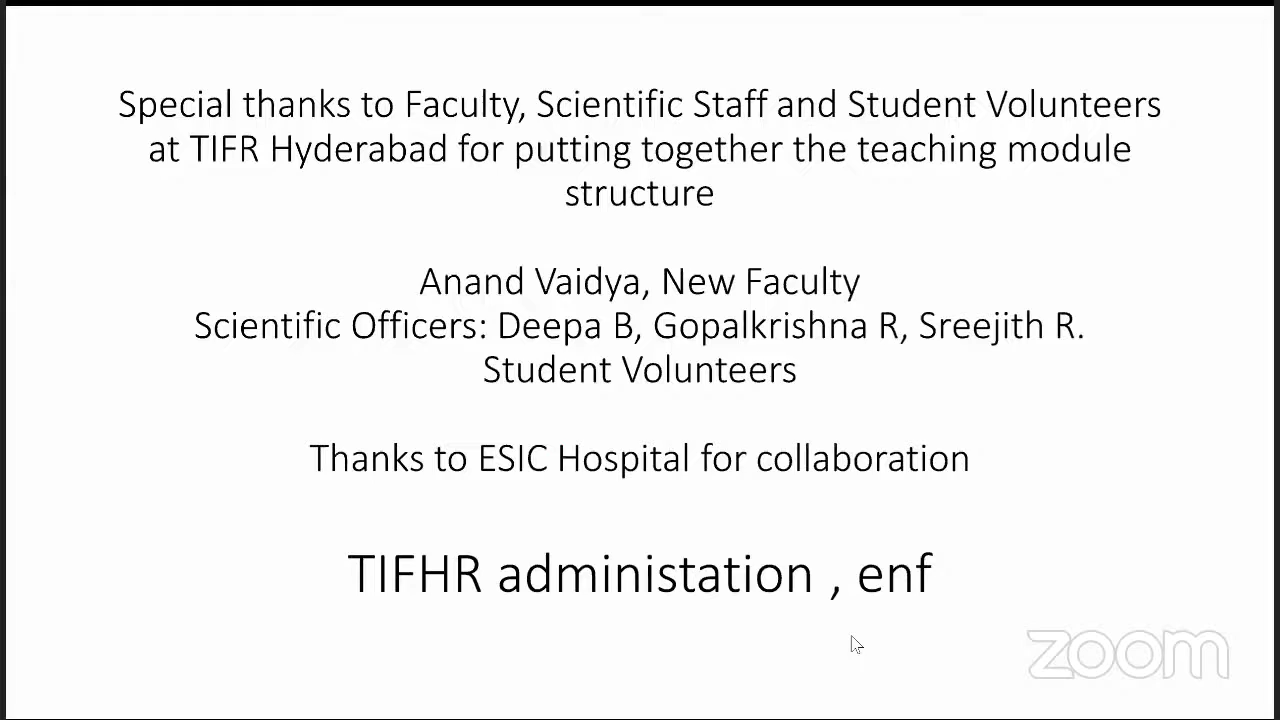 Special thanks to Faculty, Scientific Staff and Student Volunteers
at TIFR Hyderabad for putting together the teaching module
structure
Anand Vaidya, New Faculty
Scientific Officers: Deepa B, Gopalkrishna R, Sreejith R.
Student Volunteers
Thanks to ESIC Hospital for collaboration
TIFHR administation , enf
zoom